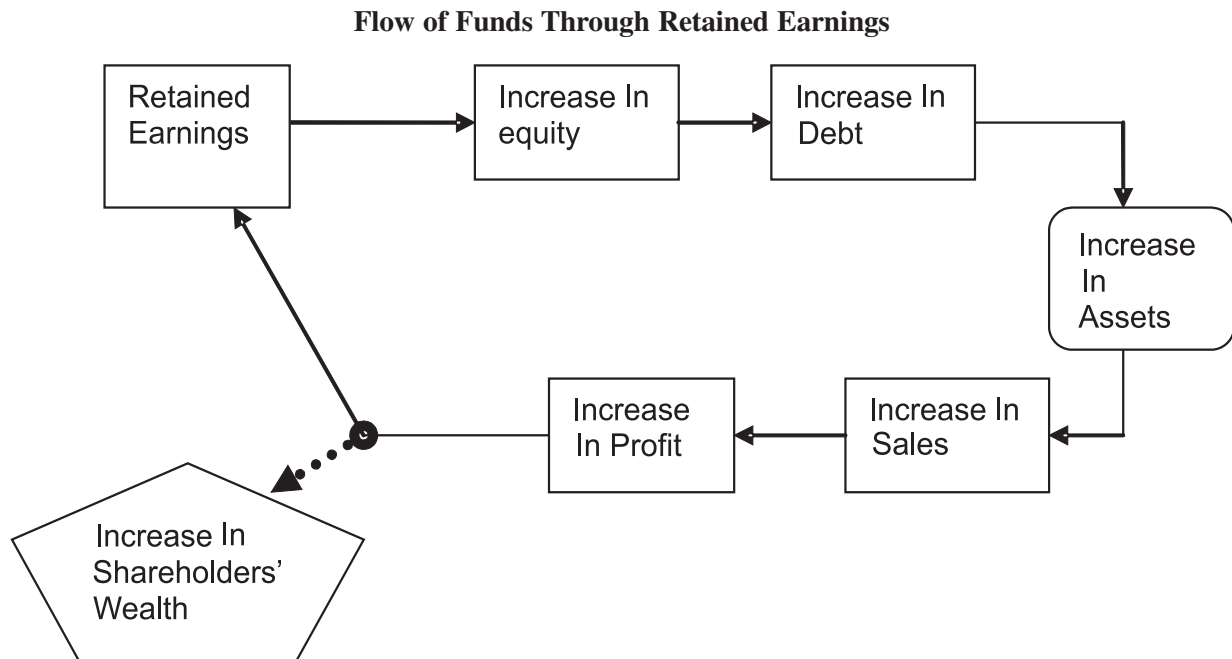 Flow of Funds Through Retained Earnings
Retained
Earnings
Increase In
equity
Increase In
Debt
Increase
In
Assets
Increase In
Sales
Increase
In Profit
Increase In
Shareholders’
Wealth